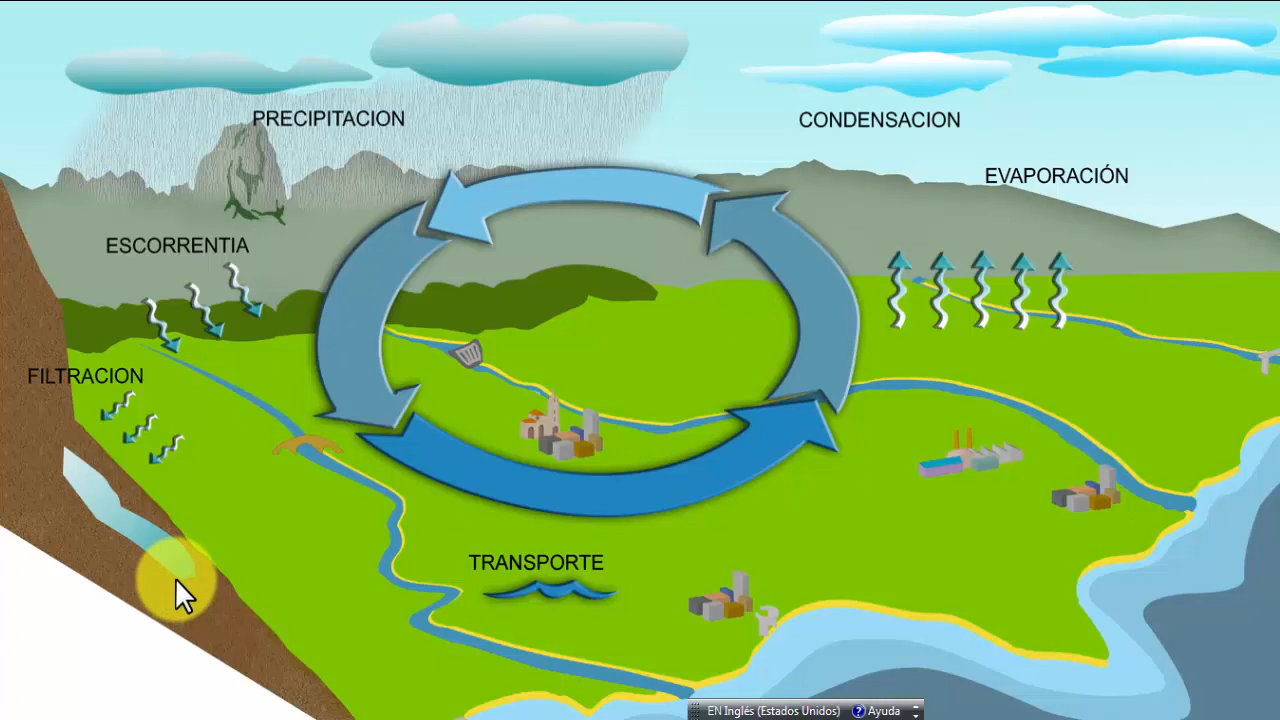 PRECIPITACION
CONDENSACION
EVAPORACIÓN
ESCORRENTIA
FILTRACION
TRANSPORTE
EN Inglés (Estados Unidos) ? Ayuda